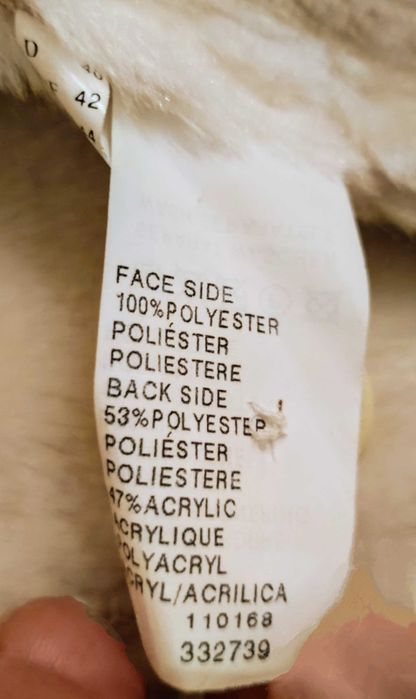 D
42
FACE SIDE
100%POLYESTER
POLIÉSTER
POLIESTERE
BACK SIDE
53%POLYESTER
POLIÉSTER
POLIESTERE
47%ACRYLIC
ACRYLIQUE
POLYACRYL
ACRYL/ACRILICA
110168
332739